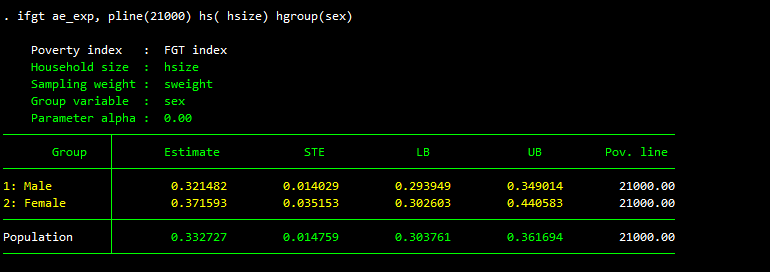 . ifgt ae_exp, pline(21000) hs( hsize) hgroup(sex)
Poverty index : FGT index
Household size : hsize
Sampling weight : sweight
Group variable : sex
Parameter alpha : 0.00
Group Estimate STE LB UB Pov. line
1: Male 0.321482 0.014029 0.293949 0.349014 21000.00
2: Female 0.371593 0.035153 0.302603 0.440583 21000.00
Population 0.332727 0.014759 0.303761 0.361694 21000.00